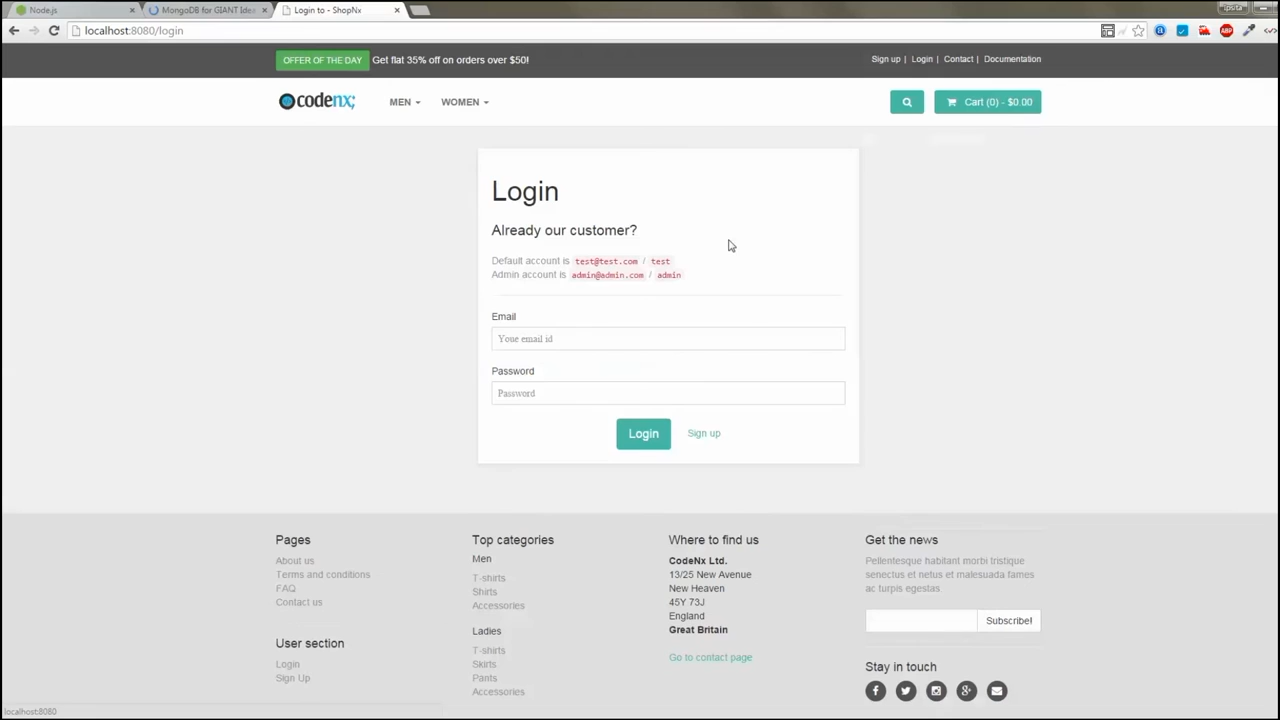 Node.js
MongoDB for GIANT Idea
Login to - ShopNx
Ipsita
localhost:8080/login
ABP
OFFER OF THE DAY Get flat 35% off on orders over $50!
Sign up | Login | Contact | Documentation
codenx;
MEN
WOMEN
Cart (0) - $0.00
Login
Already our customer?
Default account is test@test.com / test
Admin account is admin@admin.com / admin
Email
Youe email id
Password
Password
Login
Sign up
Pages
About us
Terms and conditions
FAQ
Contact us
User section
Login
Sign Up
Top categories
Men
T-shirts
Shirts
Accessories
Ladies
T-shirts
Skirts
Pants
Accessories
Where to find us
CodeNx Ltd.
13/25 New Avenue
New Heaven
45Y 73J
England
Great Britain
Go to contact page
Get the news
Pellentesque habitant morbi tristique
senectus et netus et malesuada fames
ac turpis egestas
Subscribe!
Stay in touch
localhost:8080